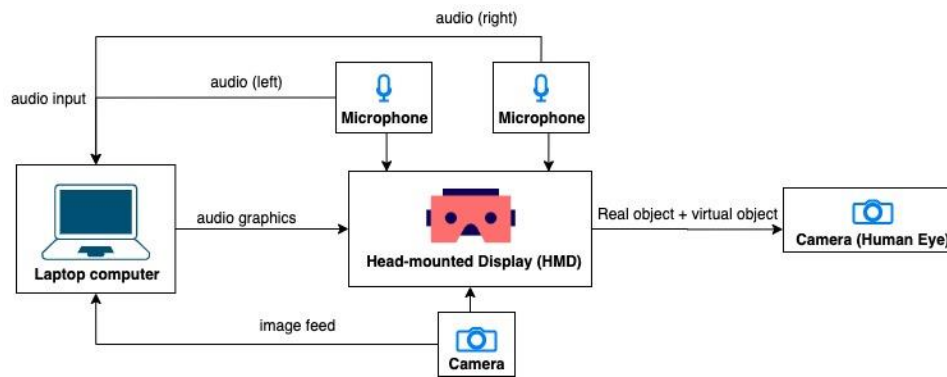 audio (right)
audio (left)
audio input
Microphone
Microphone
audio graphics
Real object + virtual object
Laptop computer
Head-mounted Display (HMD)
Camera (Human Eye)
image feed
Camera